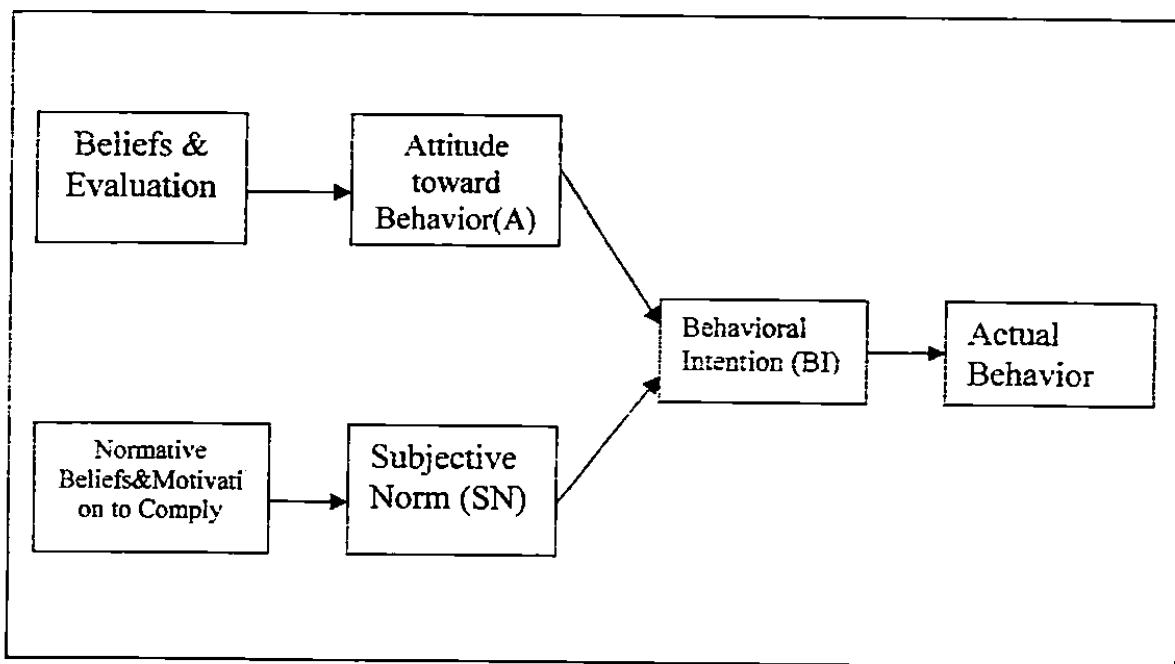 Beliefs &
Evaluation
Attitude
toward
Behavior(A)
Behavioral
Intention (BI)
Actual
Behavior
Normative
Beliefs&Motivati
on to Comply
Subjective
Norm (SN)